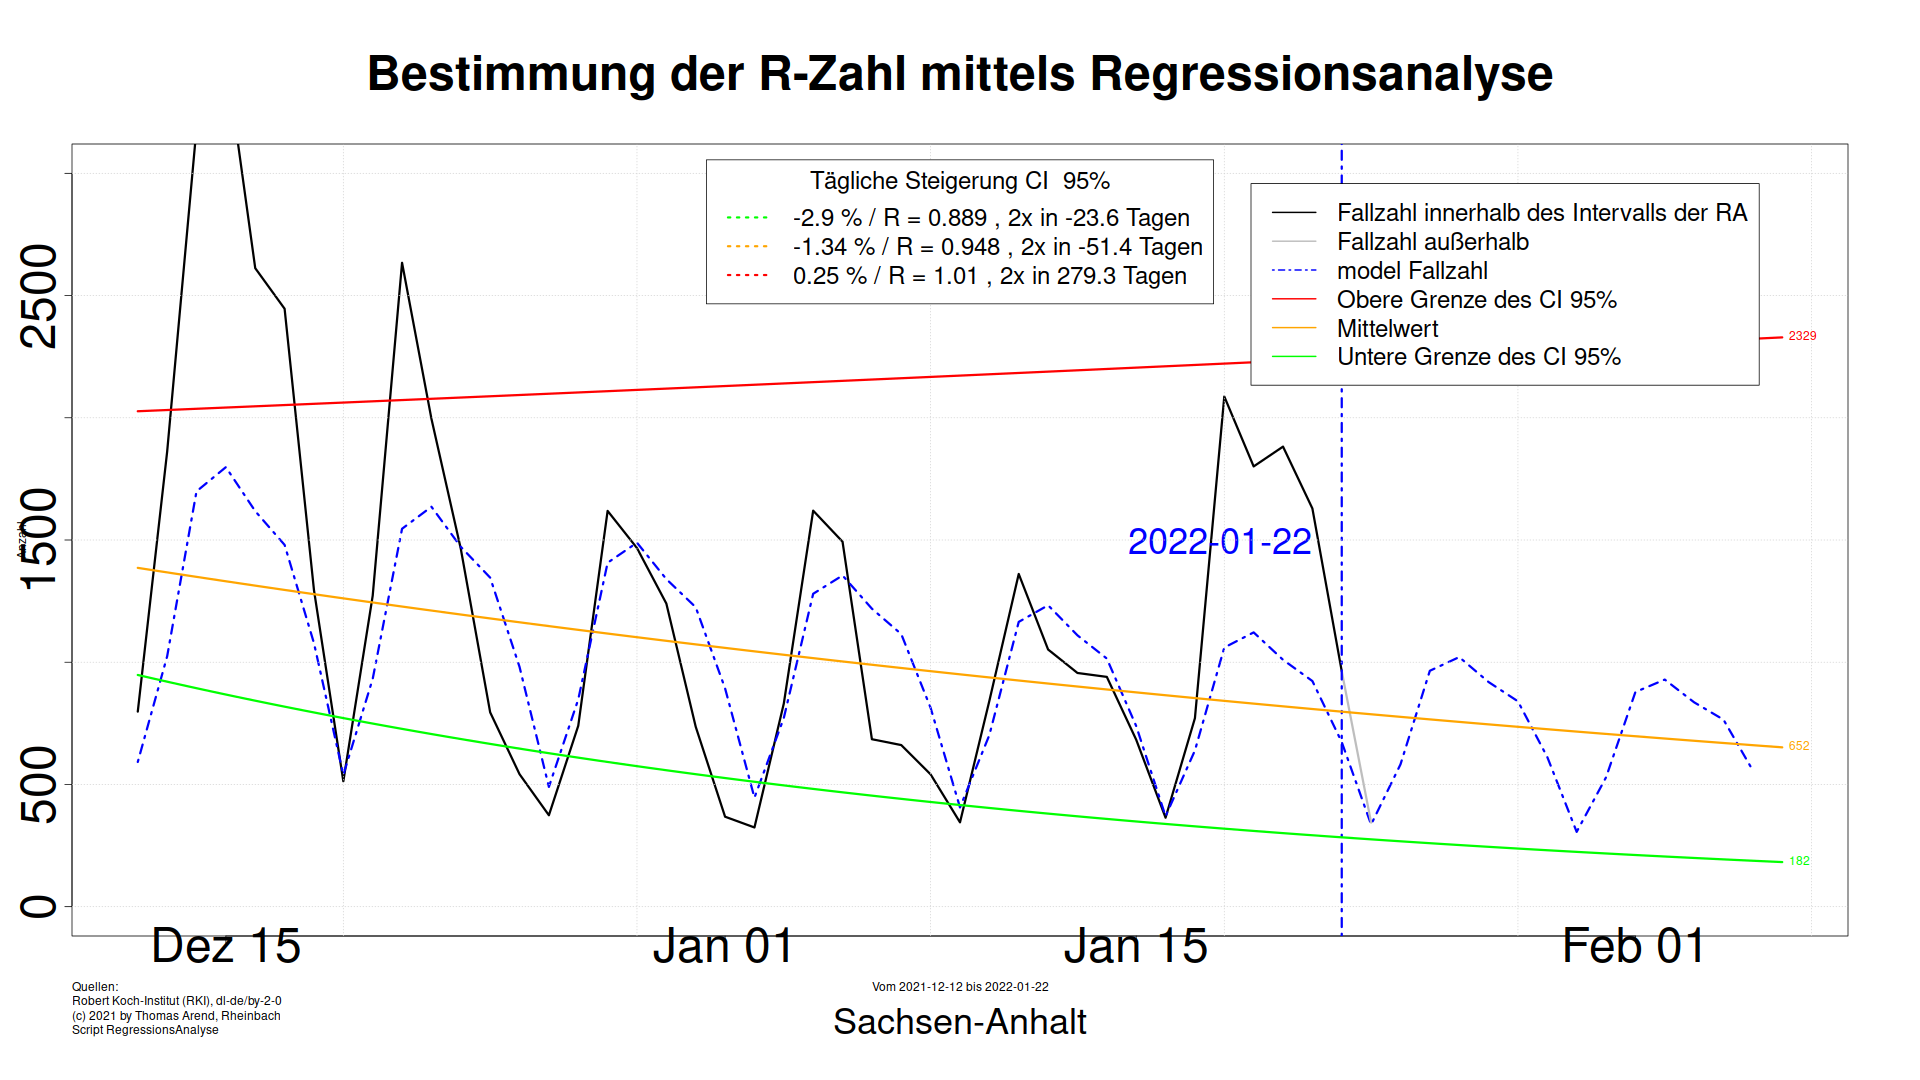 Bestimmung der R-Zahl mittels Regressionsanalyse
Tägliche Steigerung CI 95%
-2.9 % / R = 0.889 , 2x in -23.6 Tagen
-1.34 % / R = 0.948 , 2x in -51.4 Tagen
0.25 % / R = 1.01 , 2x in 279.3 Tagen
Fallzahl innerhalb des Intervalls der RA
Fallzahl außerhalb
model Fallzahl
Obere Grenze des CI 95%
Mittelwert
Untere Grenze des CI 95%
2329
2500
1500
Anzahl
2022-01-22
652
500
182
0
Dez 15
Jan 01
Jan 15
Feb 01
Quellen:
Robert Koch-Institut (RKI), dl-de/by-2-0
(c) 2021 by Thomas Arend, Rheinbach
Script RegressionsAnalyse
Vom 2021-12-12 bis 2022-01-22
Sachsen-Anhalt